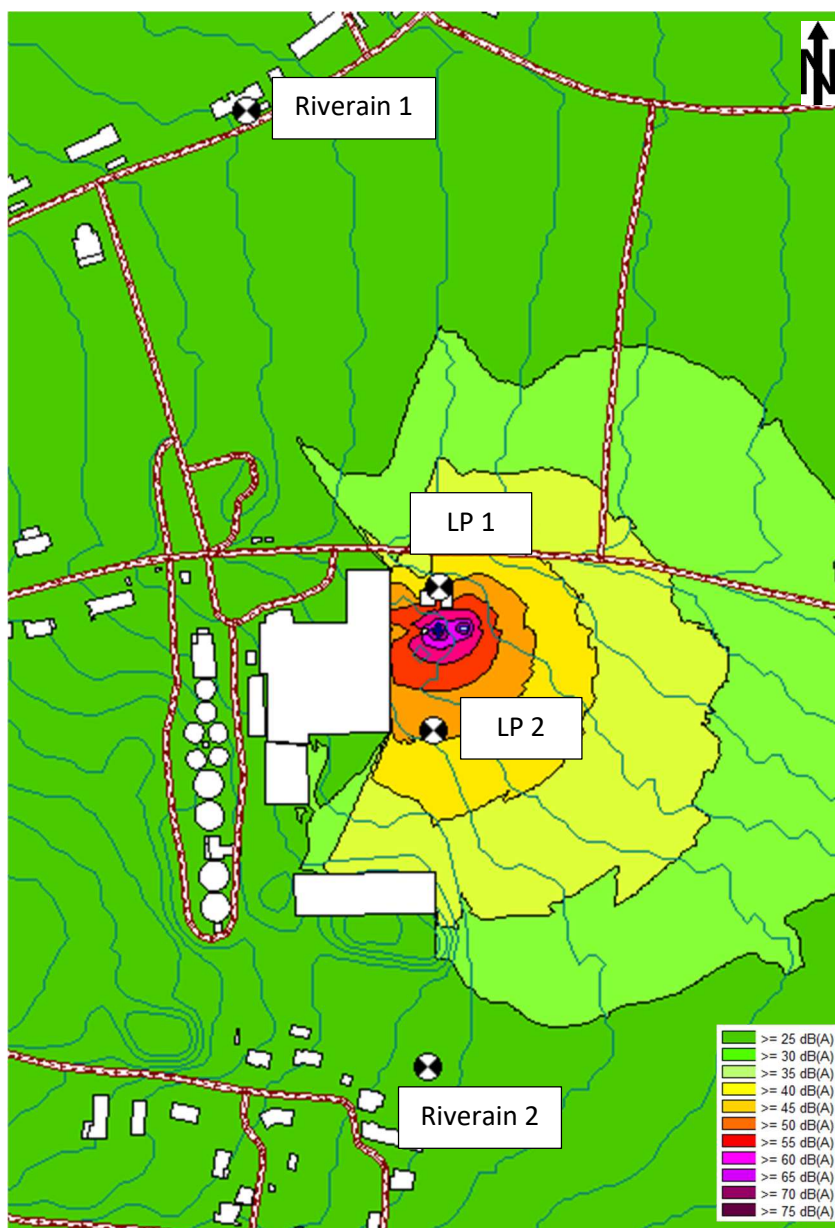 N
Riverain 1
LP 1
LP 2
Riverain 2
>= 25 dB(A)
>= 30 dB(A)
>= 35 dB(A)
>= 40 dB(A)
>= 45 dB(A)
>= 50 dB(A)
>= 55 dB(A)
>= 60 dB(A)
>= 65 dB(A)
>= 70 dB(A)
>= 75 dB(A)